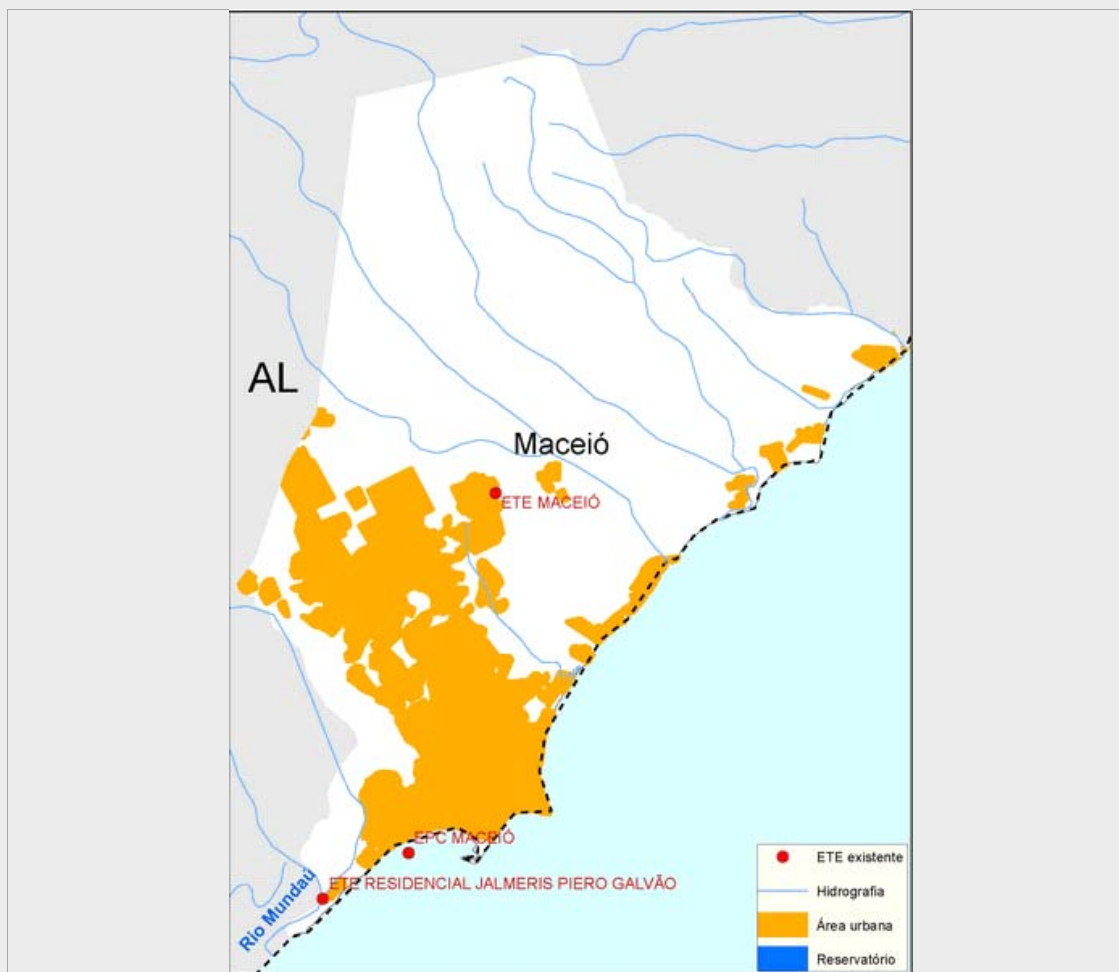 AL
Maceió
ETE MACEIÓ
EPC MACEIÓ
ETE RESIDENCIAL JALMERIS PIERO GALVÃO
Rio Mundaú
ETE existente
Hidrografia
Área urbana
Reservatório